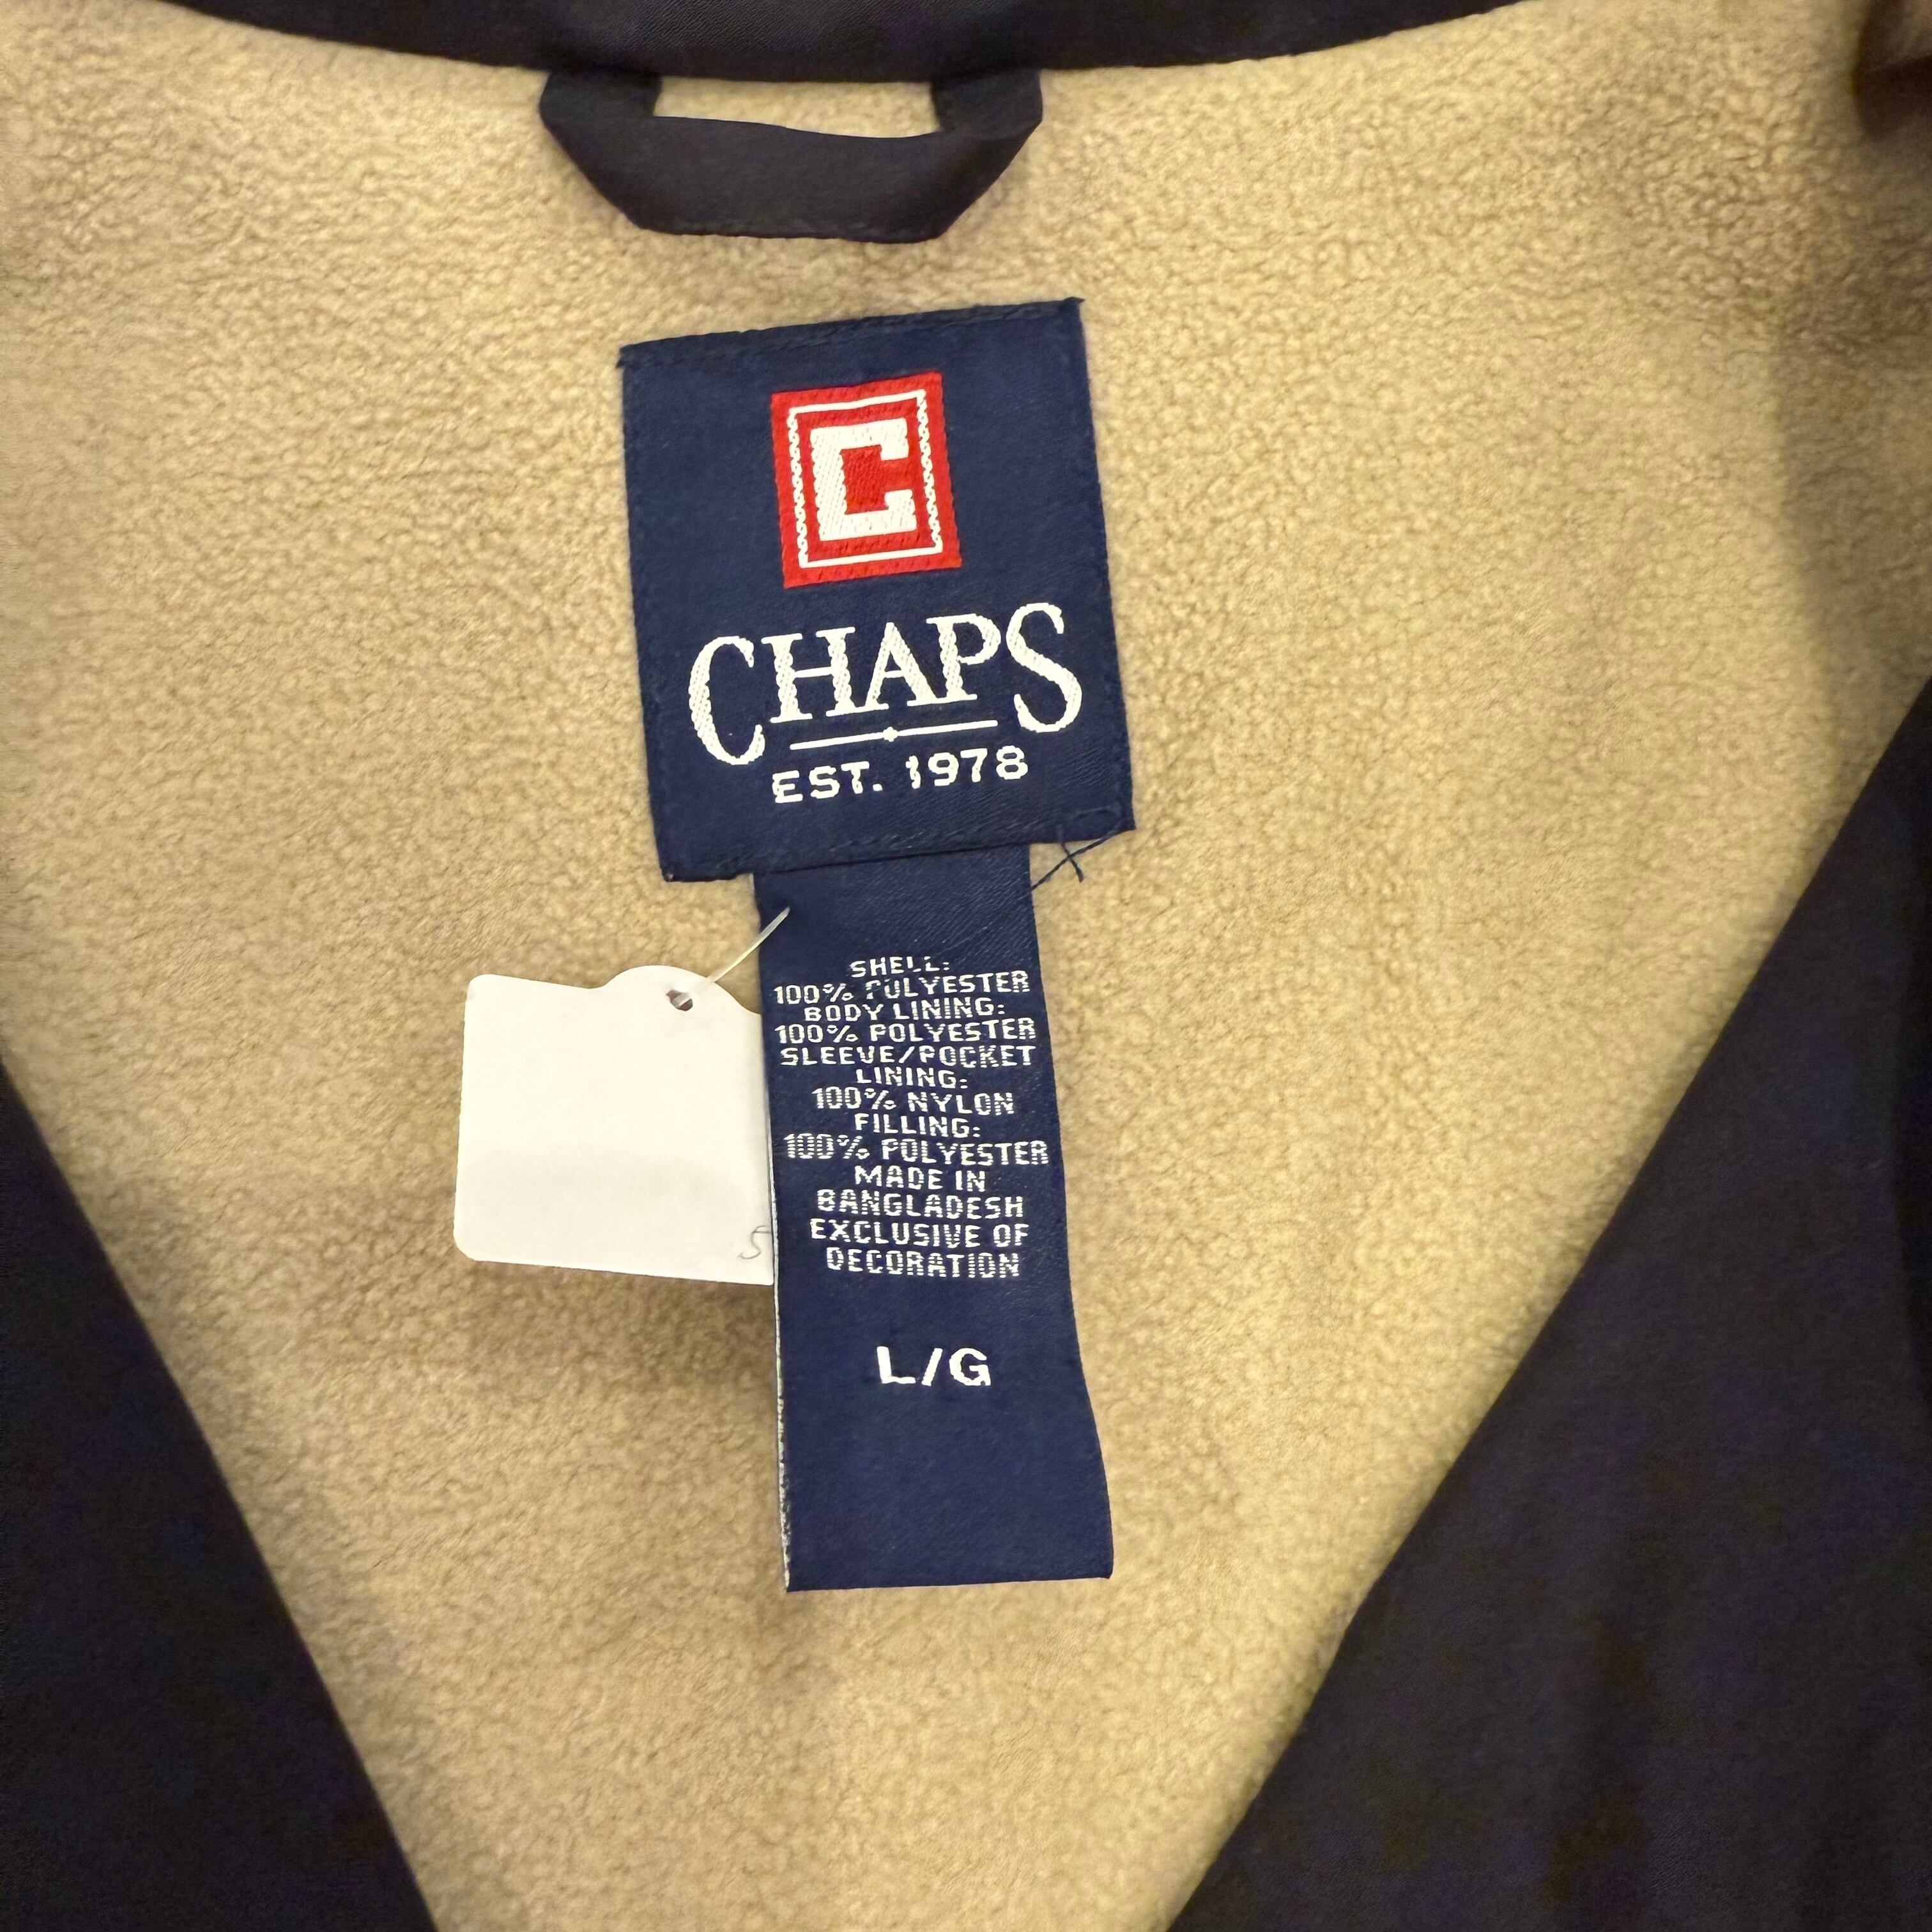 C
CHAPS
EST. 1978
SHELL:
100% POLYESTER
BODY LINING:
100% POLYESTER
SLEEVE/POCKET
LINING:
100% NYLON
FILLING:
100% POLYESTER
MADE IN
BANGLADESH
EXCLUSIVE OF
DECORATION
L/G
5